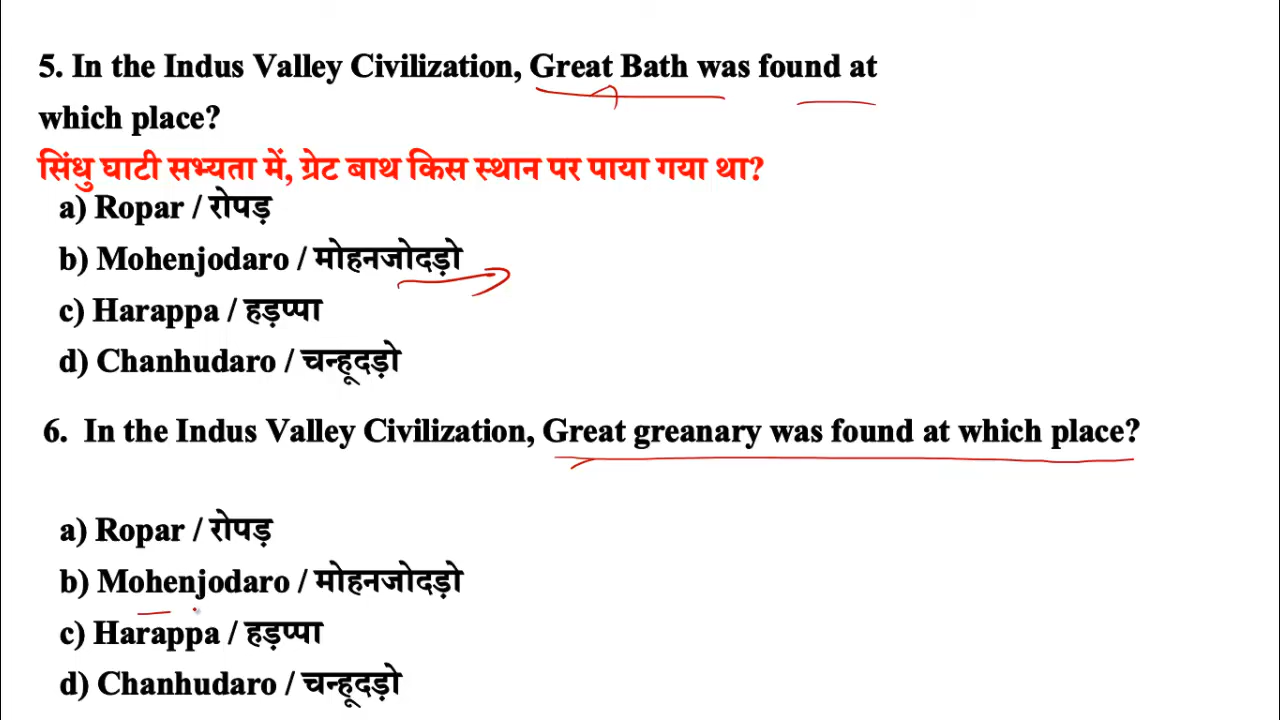 5. In the Indus Valley Civilization, Great Bath was found at
which place?
सिंधु घाटी सभ्यता में, ग्रेट बाथ किस स्थान पर पाया गया था?
a) Ropar / रोपड़
b) Mohenjodaro / मोहनजोदड़ो
c) Harappa / हड़प्पा
d) Chanhudaro / चन्हूदड़ो
6. In the Indus Valley Civilization, Great greanary was found at which place?
a) Ropar / रोपड़
b) Mohenjodaro / मोहनजोदड़ो
c) Harappa / हड़प्पा
d) Chanhudaro / चन्हूदड़ो